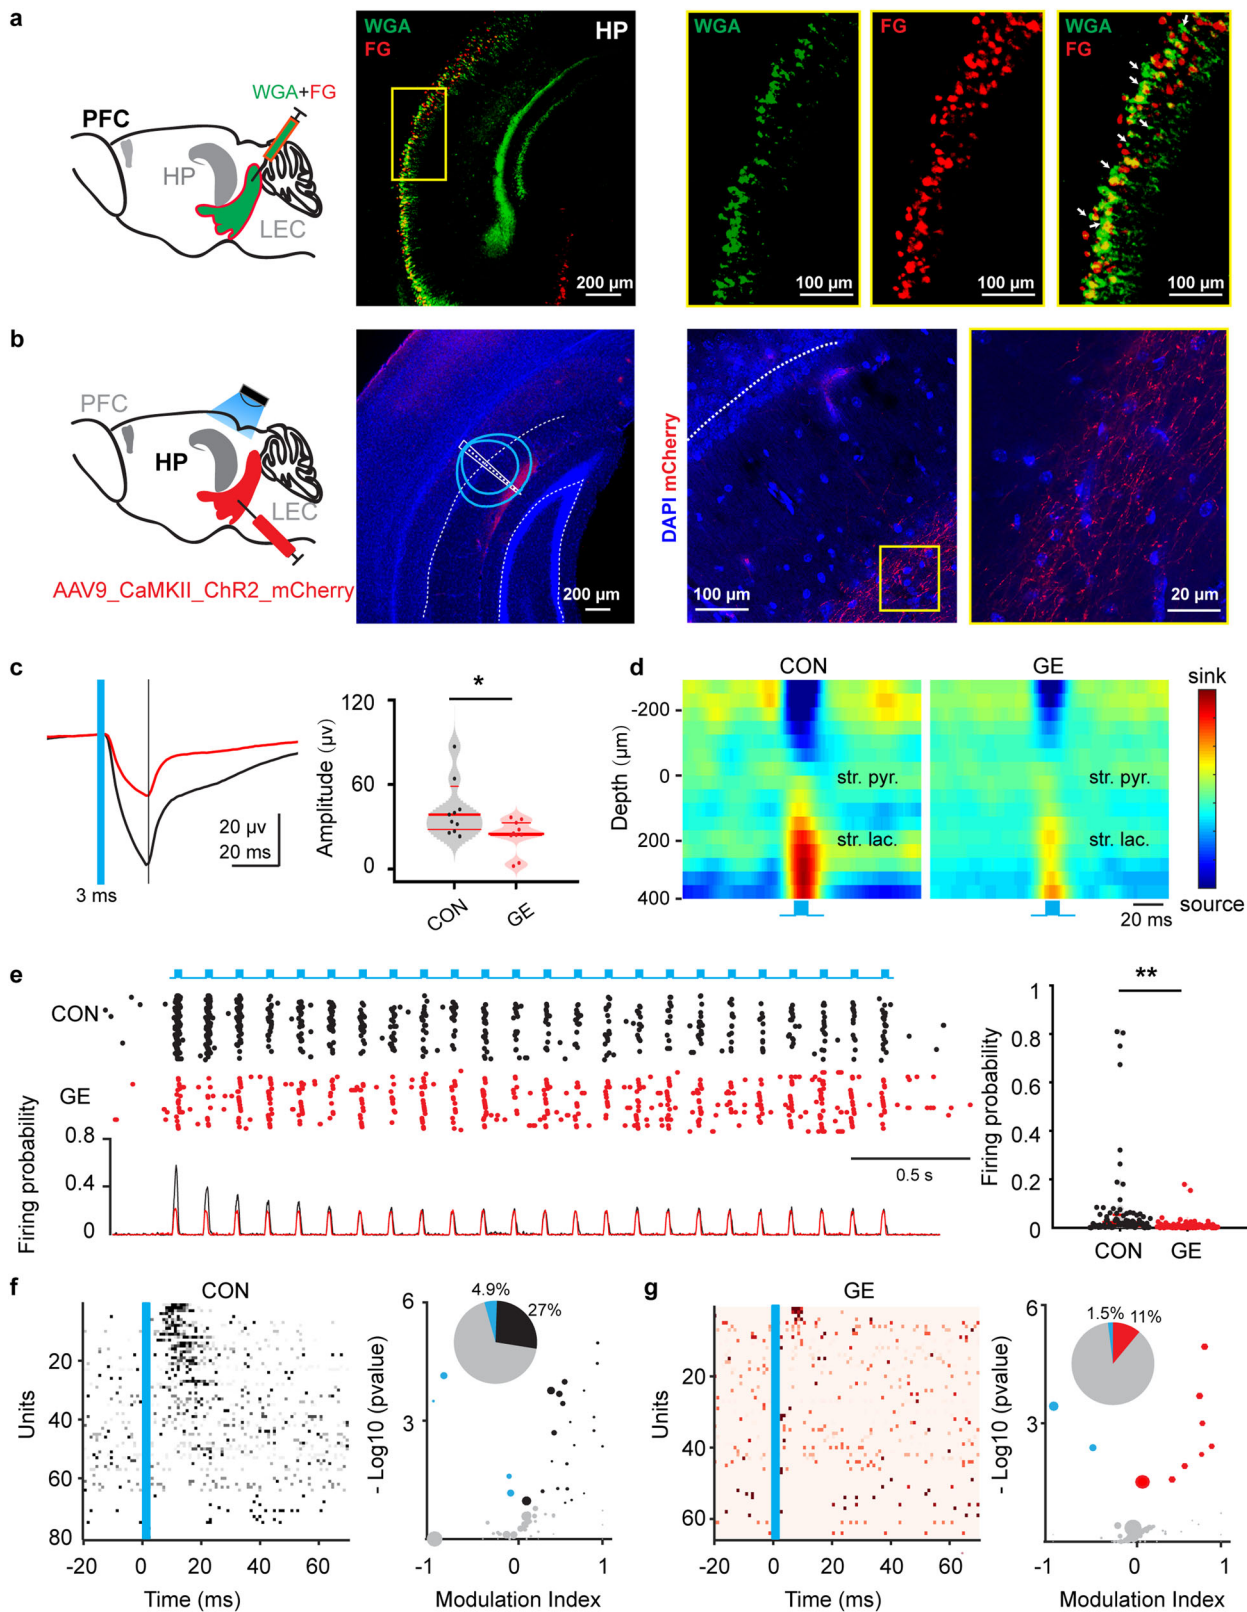 a
WGA+FG
PFC
HP
LEC
WGA
FG
HP
200 µm
WGA
100 µm
FG
100 µm
WGA
FG
100 µm
b
PFC
HP
LEC
AAV9_CaMKII_ChR2_mCherry
200 µm
DAPI mCherry
100 µm
20 µm
c
20 µv
20 ms
3 ms
Amplitude (µv)
120
60
0
*
CON
GE
d
CON
GE
Depth (µm)
-200
0
200
400
str. pyr.
str. lac.
str. pyr.
str. lac.
20 ms
sink
source
e
CON
GE
Firing probability
0.8
0.4
0
0.5 s
Firing probability
1
0.8
0.6
0.4
0.2
0
**
CON
GE
f
CON
Units
20
40
60
80
-20
0
20
40
60
Time (ms)
- Log10 (pvalue)
6
3
4.9%
27%
-1
0
1
Modulation Index
g
GE
Units
20
40
60
-20
0
20
40
60
Time (ms)
- Log10 (pvalue)
6
3
1.5%
11%
-1
0
1
Modulation Index